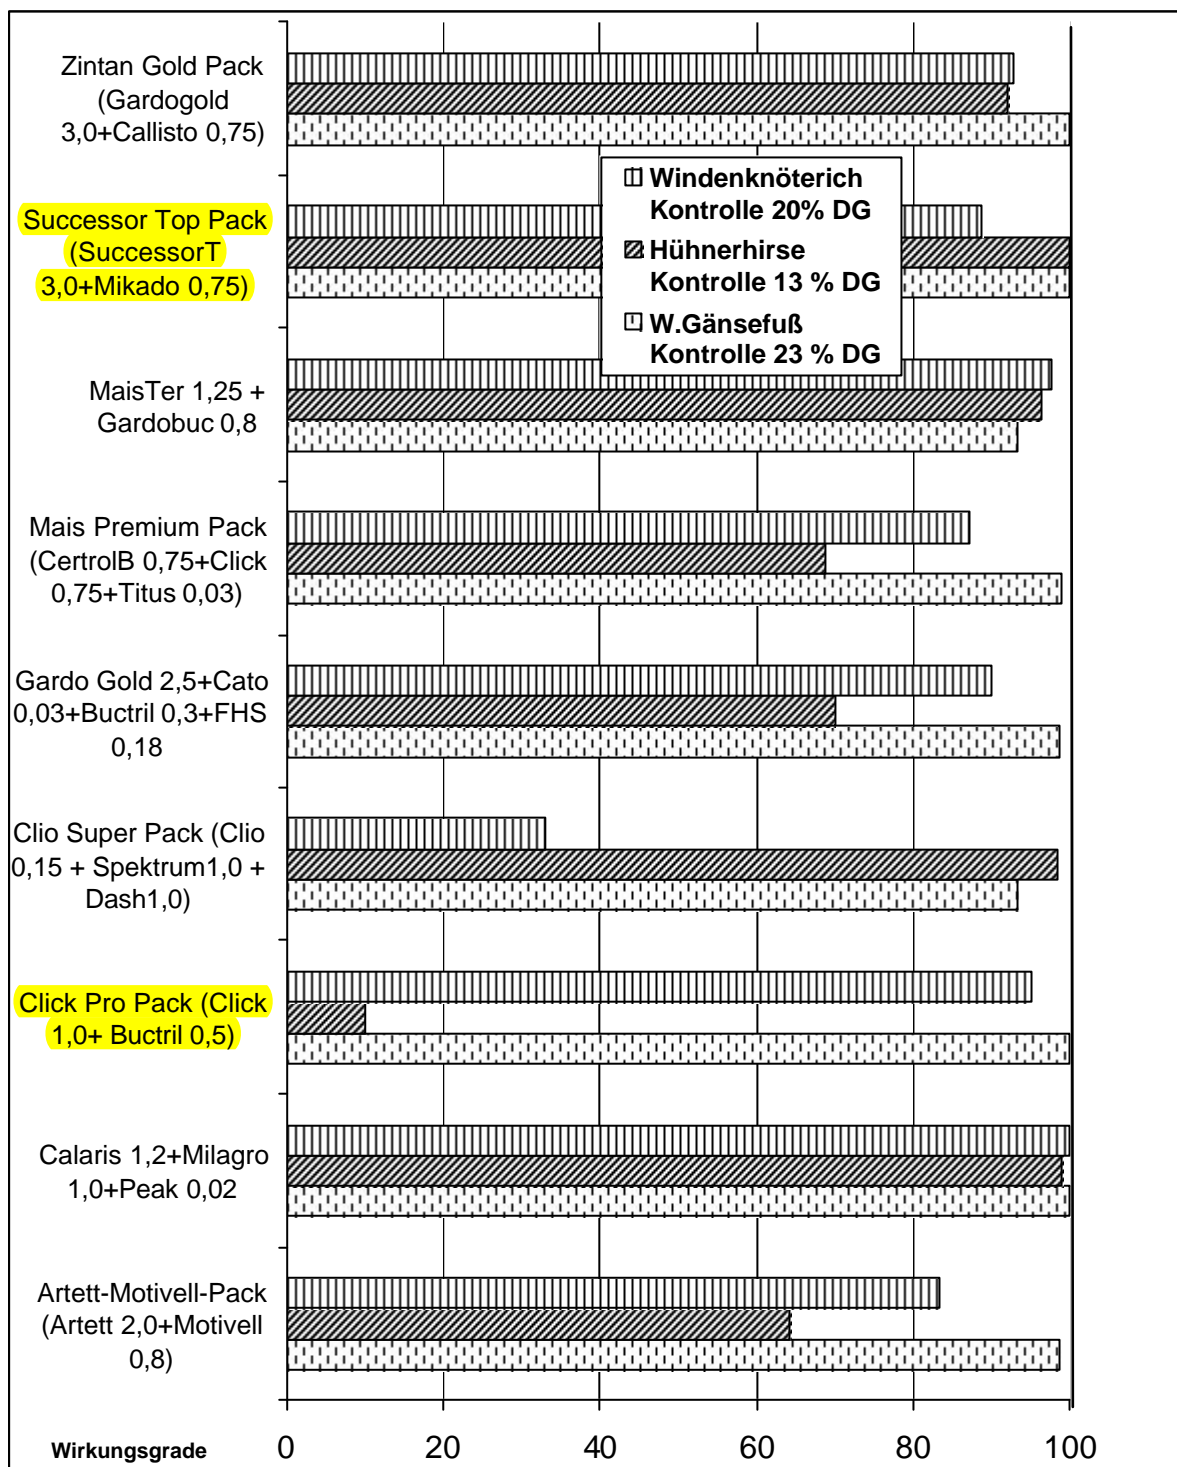 Zintan Gold Pack
(Gardogold
3,0+Callisto 0,75)
Windenknöterich
Kontrolle 20% DG
Hühnerhirse
Kontrolle 13 % DG
W.Gänsefuß
Kontrolle 23 % DG
Successor Top Pack
(SuccessorT
3,0+Mikado 0,75)
MaisTer 1,25 +
Gardobuc 0,8
Mais Premium Pack
(CertrolB 0,75+Click
0,75+Titus 0,03)
Gardo Gold 2,5+Cato
0,03+Buctril 0,3+FHS
0,18
Clio Super Pack (Clio
0,15 + Spektrum1,0 +
Dash1,0)
Click Pro Pack (Click
1,0+ Buctril 0,5)
Calaris 1,2+Milagro
1,0+Peak 0,02
Artett-Motivell-Pack
(Artett 2,0+Motivell
0,8)
Wirkungsgrade 0 20 40 60 80 100